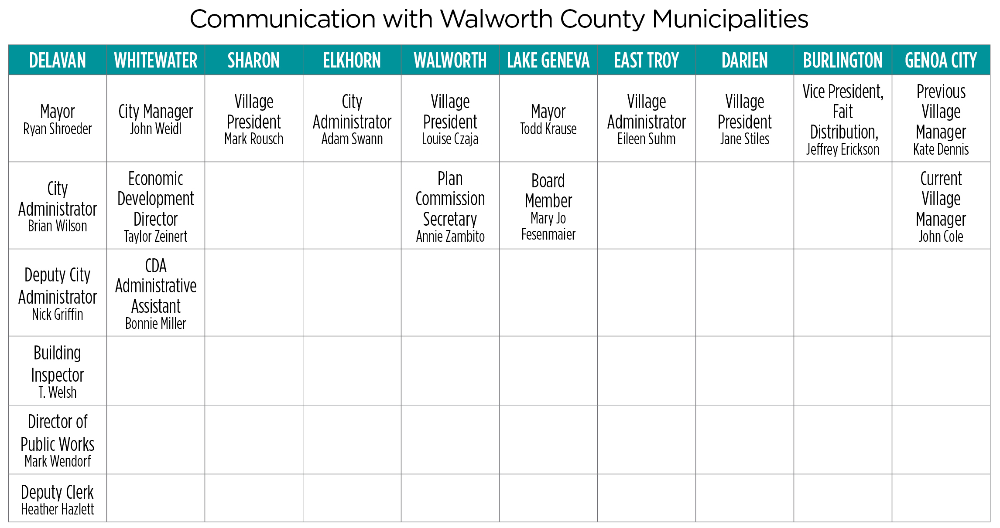 Communication with Walworth County Municipalities
DELAVAN
WHITEWATER
SHARON
ELKHORN
WALWORTH
LAKE GENEVA
EAST TROY
DARIEN
BURLINGTON
GENOA CITY
Mayor
Ryan Shroeder
City Manager
John Weidl
Village
President
Mark Rousch
City
Administrator
Adam Swann
Village
President
Louise Czaja
Mayor
Todd Krause
Village
Administrator
Eileen Suhm
Village
President
Jane Stiles
Vice President,
Fait
Distribution,
Jeffrey Erickson
Previous
Village
Manager
Kate Dennis
City
Administrator
Brian Wilson
Economic
Development
Director
Taylor Zeinert
Plan
Commission
Secretary
Annie Zambito
Board
Member
Mary Jo
Fesenmaier
Current
Village
Manager
John Cole
Deputy City
Administrator
Nick Griffin
CDA
Administrative
Assistant
Bonnie Miller
Building
Inspector
T. Welsh
Director of
Public Works
Mark Wendorf
Deputy Clerk
Heather Hazlett